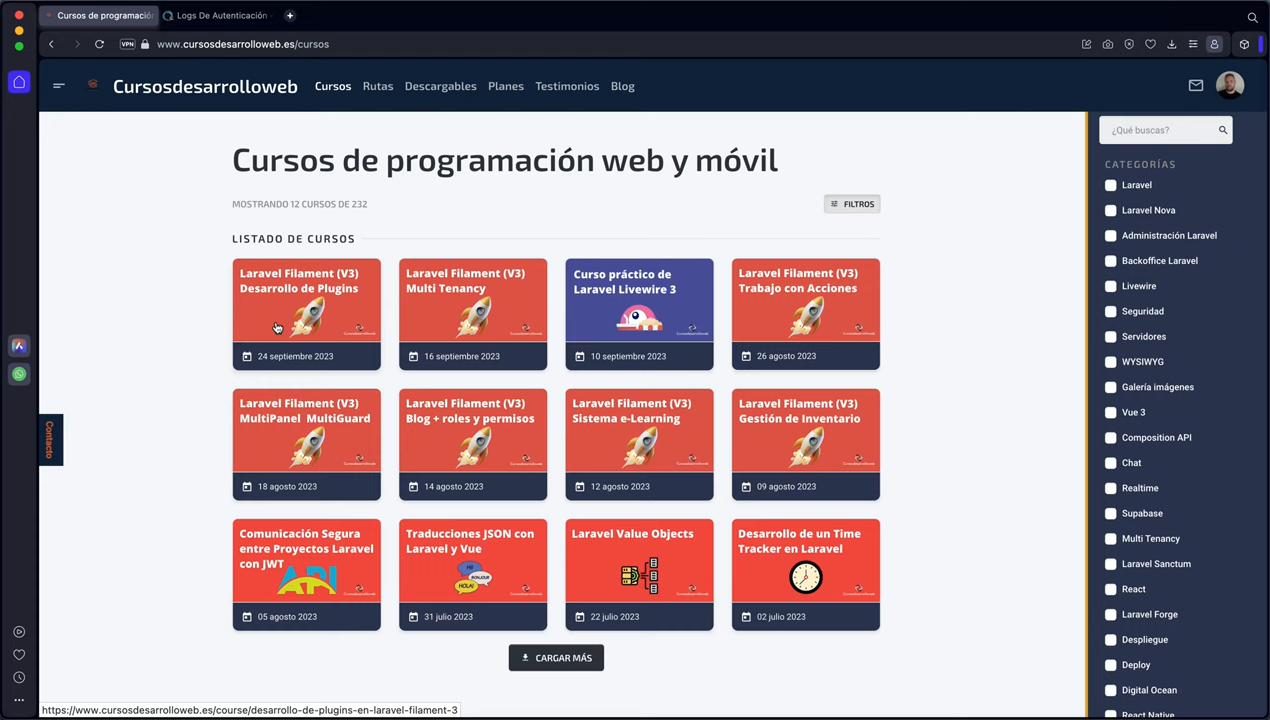 Cursos de programació
Logs De Autenticación
VPN
www.cursosdesarrolloweb.es/cursos
Cursosdesarrolloweb
Cursos
Rutas
Descargables
Planes
Testimonios
Blog
Cursos de programación web y móvil
MOSTRANDO 12 CURSOS DE 232
FILTROS
LISTADO DE CURSOS
Laravel Filament (V3)
Desarrollo de Plugins
24 septiembre 2023
Laravel Filament (V3)
Multi Tenancy
16 septiembre 2023
Curso práctico de
Laravel Livewire 3
10 septiembre 2023
Laravel Filament (V3)
Trabajo con Acciones
26 agosto 2023
Laravel Filament (V3)
MultiPanel MultiGuard
18 agosto 2023
Laravel Filament (V3)
Blog + roles y permisos
14 agosto 2023
Laravel Filament (V3)
Sistema e-Learning
12 agosto 2023
Laravel Filament (V3)
Gestión de Inventario
09 agosto 2023
Comunicación Segura
entre Proyectos Laravel
con JWT
API
05 agosto 2023
Traducciones JSON con
Laravel y Vue
Hi!
BONJOUR
HOLA!
31 julio 2023
Laravel Value Objects
22 julio 2023
Desarrollo de un Time
Tracker en Laravel
02 julio 2023
CARGAR MÁS
Contacto
¿Qué buscas?
CATEGORÍAS
Laravel
Laravel Nova
Administración Laravel
Backoffice Laravel
Livewire
Seguridad
Servidores
WYSIWYG
Galería imágenes
Vue 3
Composition API
Chat
Realtime
Supabase
Multi Tenancy
Laravel Sanctum
React
Laravel Forge
Despliegue
Deploy
Digital Ocean
React Native
https://www.cursosdesarrolloweb.es/course/desarrollo-de-plugins-en-laravel-filament-3